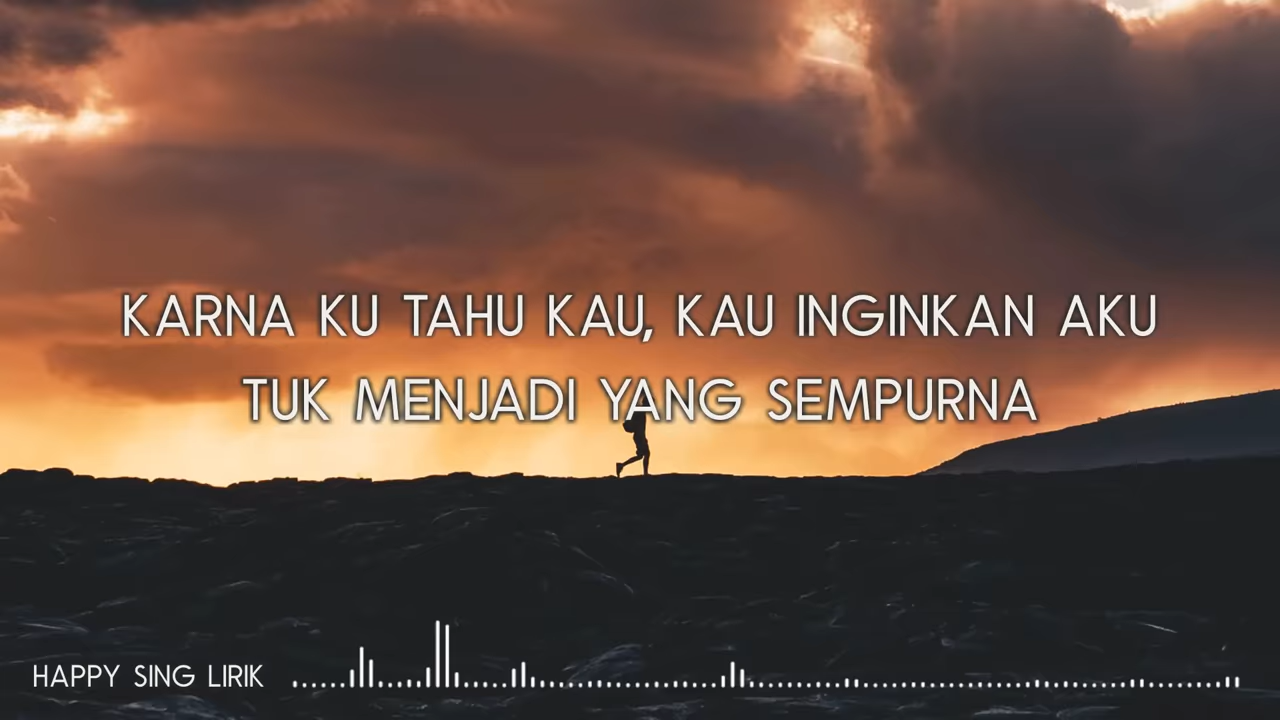 KARNA KU TAHU KAU, KAU INGINKAN AKU
TUK MENJADI YANG SEMPURNA
HAPPY SING LIRIK